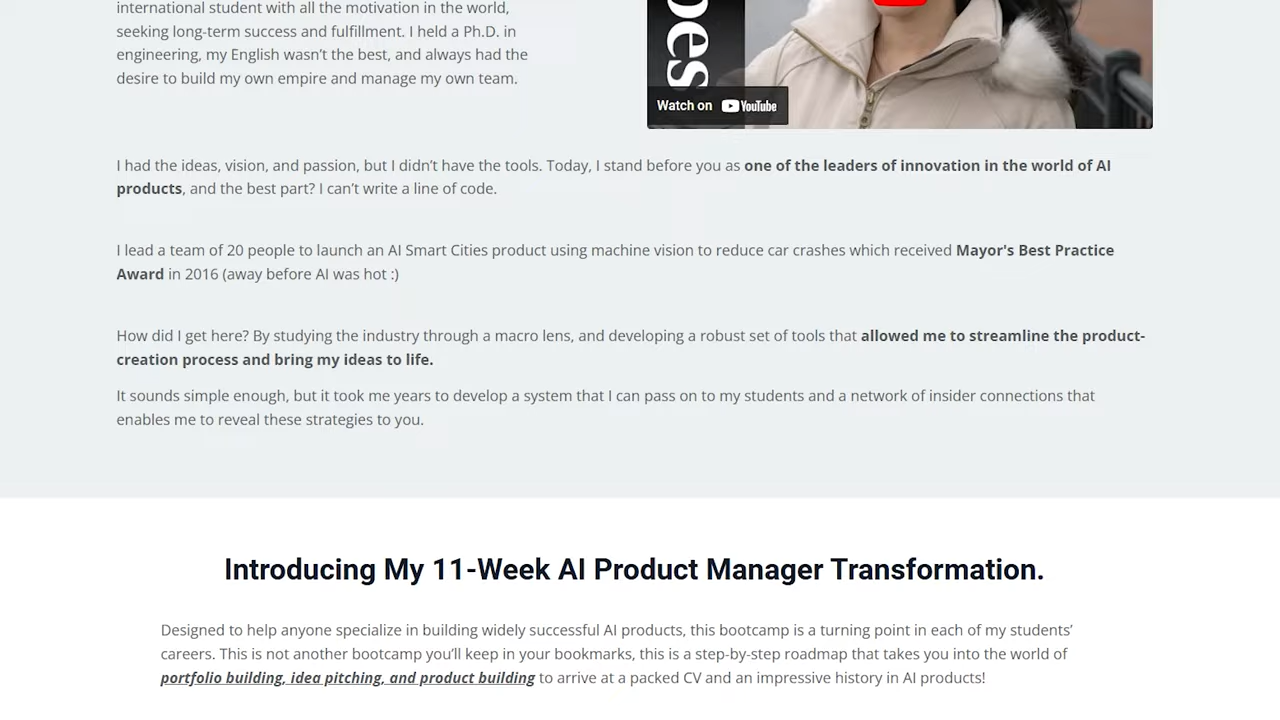 international student with all the motivation in the world,
seeking long-term success and fulfillment. I held a Ph.D. in
engineering, my English wasn’t the best, and always had the
desire to build my own empire and manage my own team.
Watch on YouTube
I had the ideas, vision, and passion, but I didn’t have the tools. Today, I stand before you as one of the leaders of innovation in the world of AI
products, and the best part? I can’t write a line of code.
I lead a team of 20 people to launch an AI Smart Cities product using machine vision to reduce car crashes which received Mayor's Best Practice
Award in 2016 (away before AI was hot :)
How did I get here? By studying the industry through a macro lens, and developing a robust set of tools that allowed me to streamline the product-
creation process and bring my ideas to life.
It sounds simple enough, but it took me years to develop a system that I can pass on to my students and a network of insider connections that
enables me to reveal these strategies to you.
Introducing My 11-Week AI Product Manager Transformation.
Designed to help anyone specialize in building widely successful AI products, this bootcamp is a turning point in each of my students’
careers. This is not another bootcamp you’ll keep in your bookmarks, this is a step-by-step roadmap that takes you into the world of
portfolio building, idea pitching, and product building to arrive at a packed CV and an impressive history in AI products!